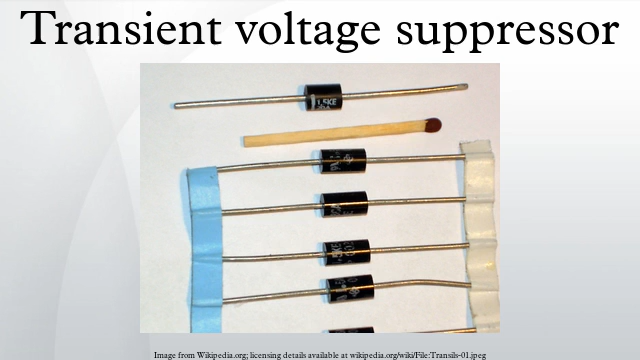 Transient voltage suppressor
1.5KE
Image from Wikipedia.org; licensing details available at wikipedia.org/wiki/File:Transils-01.jpeg